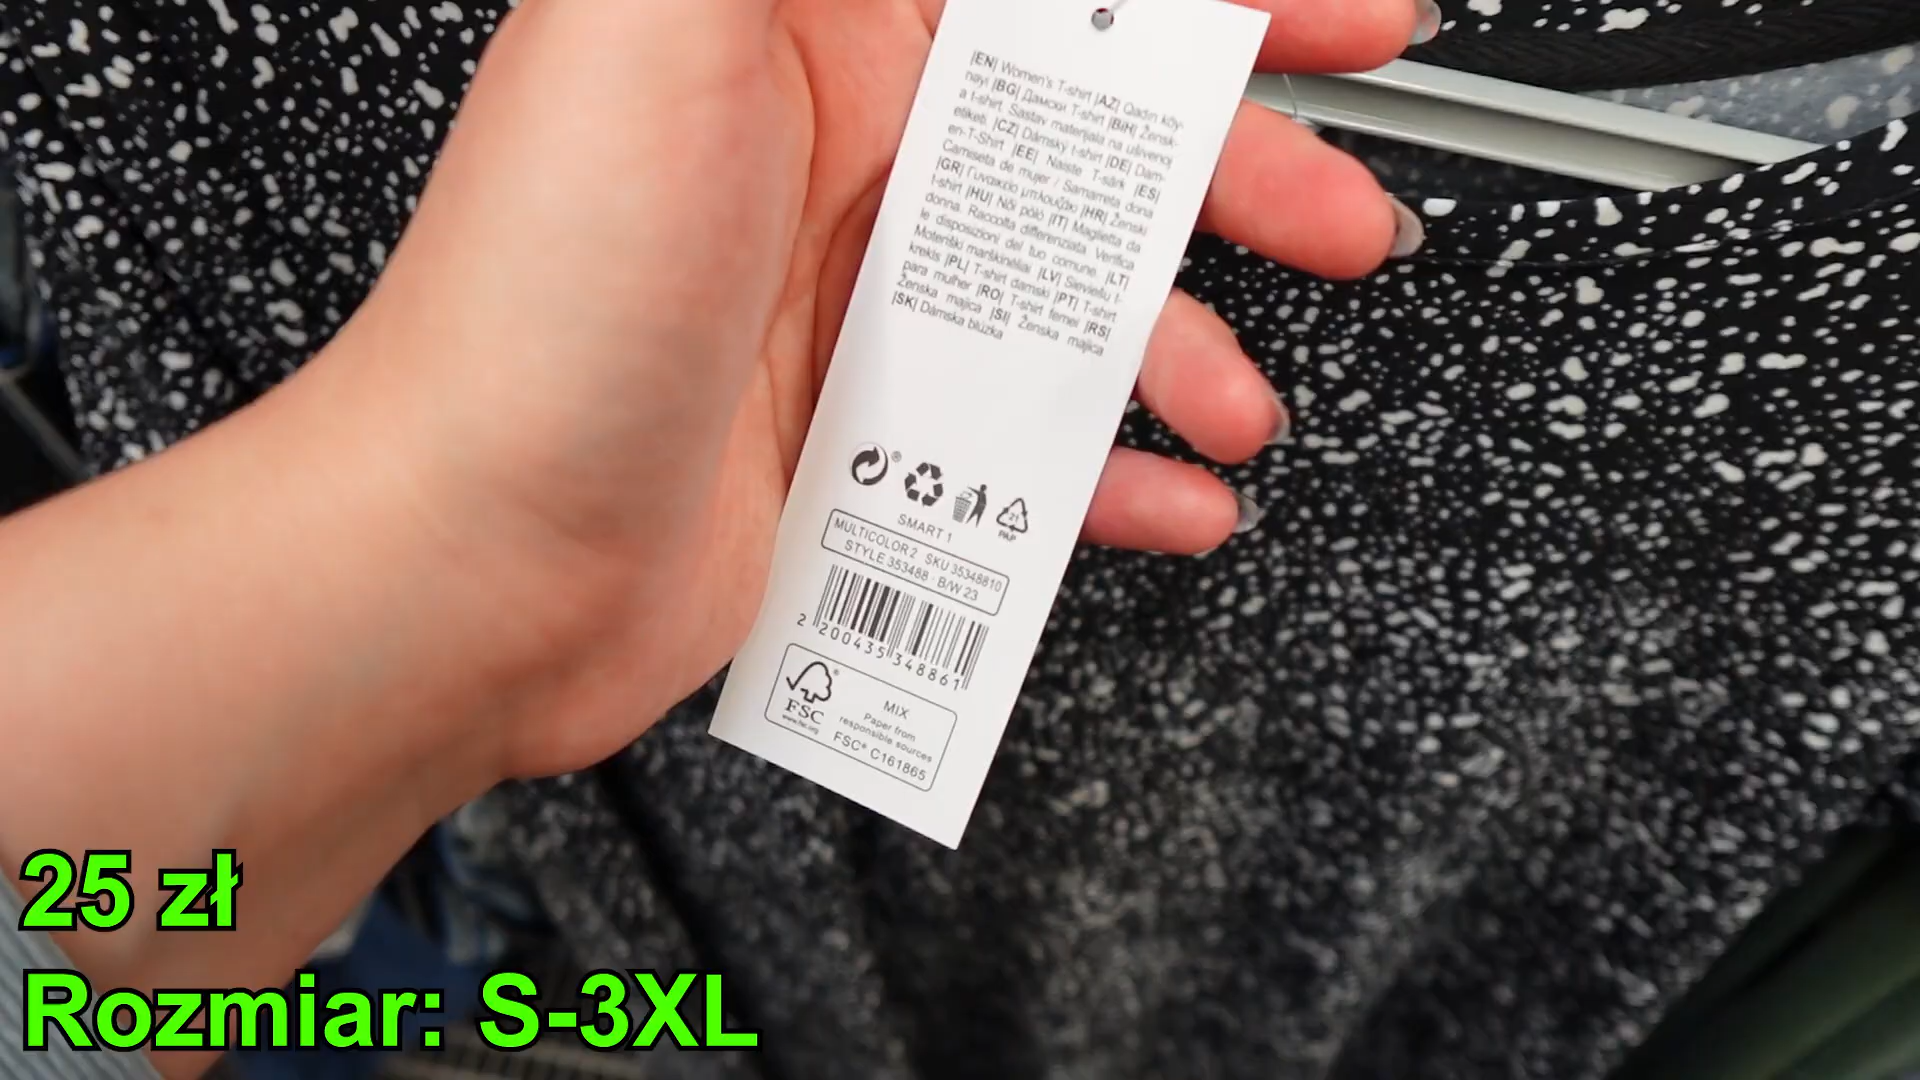 |EN| Women's T-shirt |AZ| Qadın köy-
nəyi |BG| Дамски T-shirt |BiH| Žensk-
a t-shirt. Sastav materijala na ušivenoj
etiketi. |CZ| Dámský t-shirt |DE| Dam-
en-T-Shirt |EE| Naiste T-särk |ES|
Camiseta de mujer / Samarreta dona
|GR| Γυναικείο μπλουζάκι |HR| Ženski
t-shirt |HU| Női póló |IT| Maglietta da
donna. Raccolta differenziata. Verifica
le disposizioni del tuo comune. |LT|
Moteriški marškinėliai |LV| Sieviešu t-
krekls |PL| T-shirt damski |PT| T-shirt
para mulher |RO| T-shirt femei |RS|
Ženska majica |SI| Ženska majica
|SK| Dámska blúzka
21
PAP
SMART 1
MULTICOLOR 2 SKU 35348810
STYLE 353488 · B/W 23
2 200435 348861
FSC
www.fsc.org
MIX
Paper from
responsible sources
FSC® C161865
25 zł
Rozmiar: S-3XL